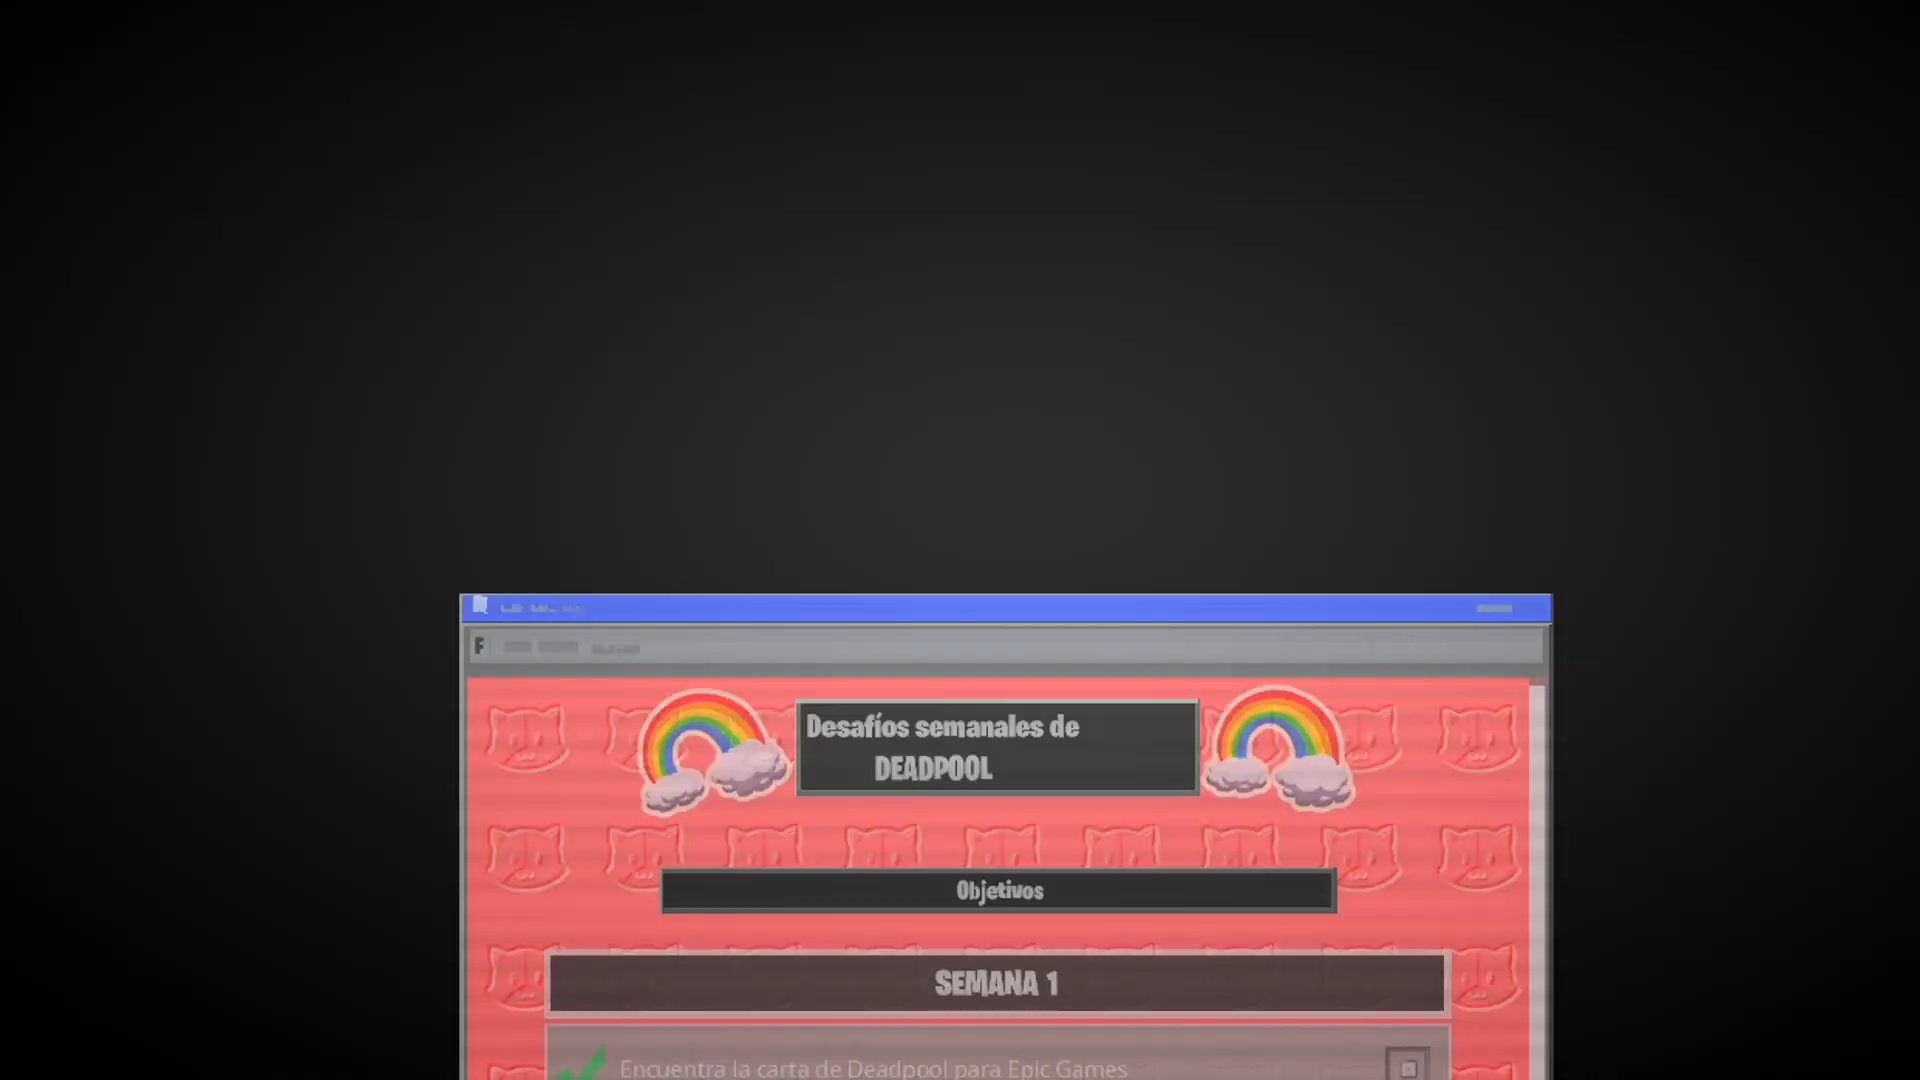 Desafíos semanales de
DEADPOOL
Objetivos
SEMANA 1
Encuentra la carta de Deadpool para Epic Games